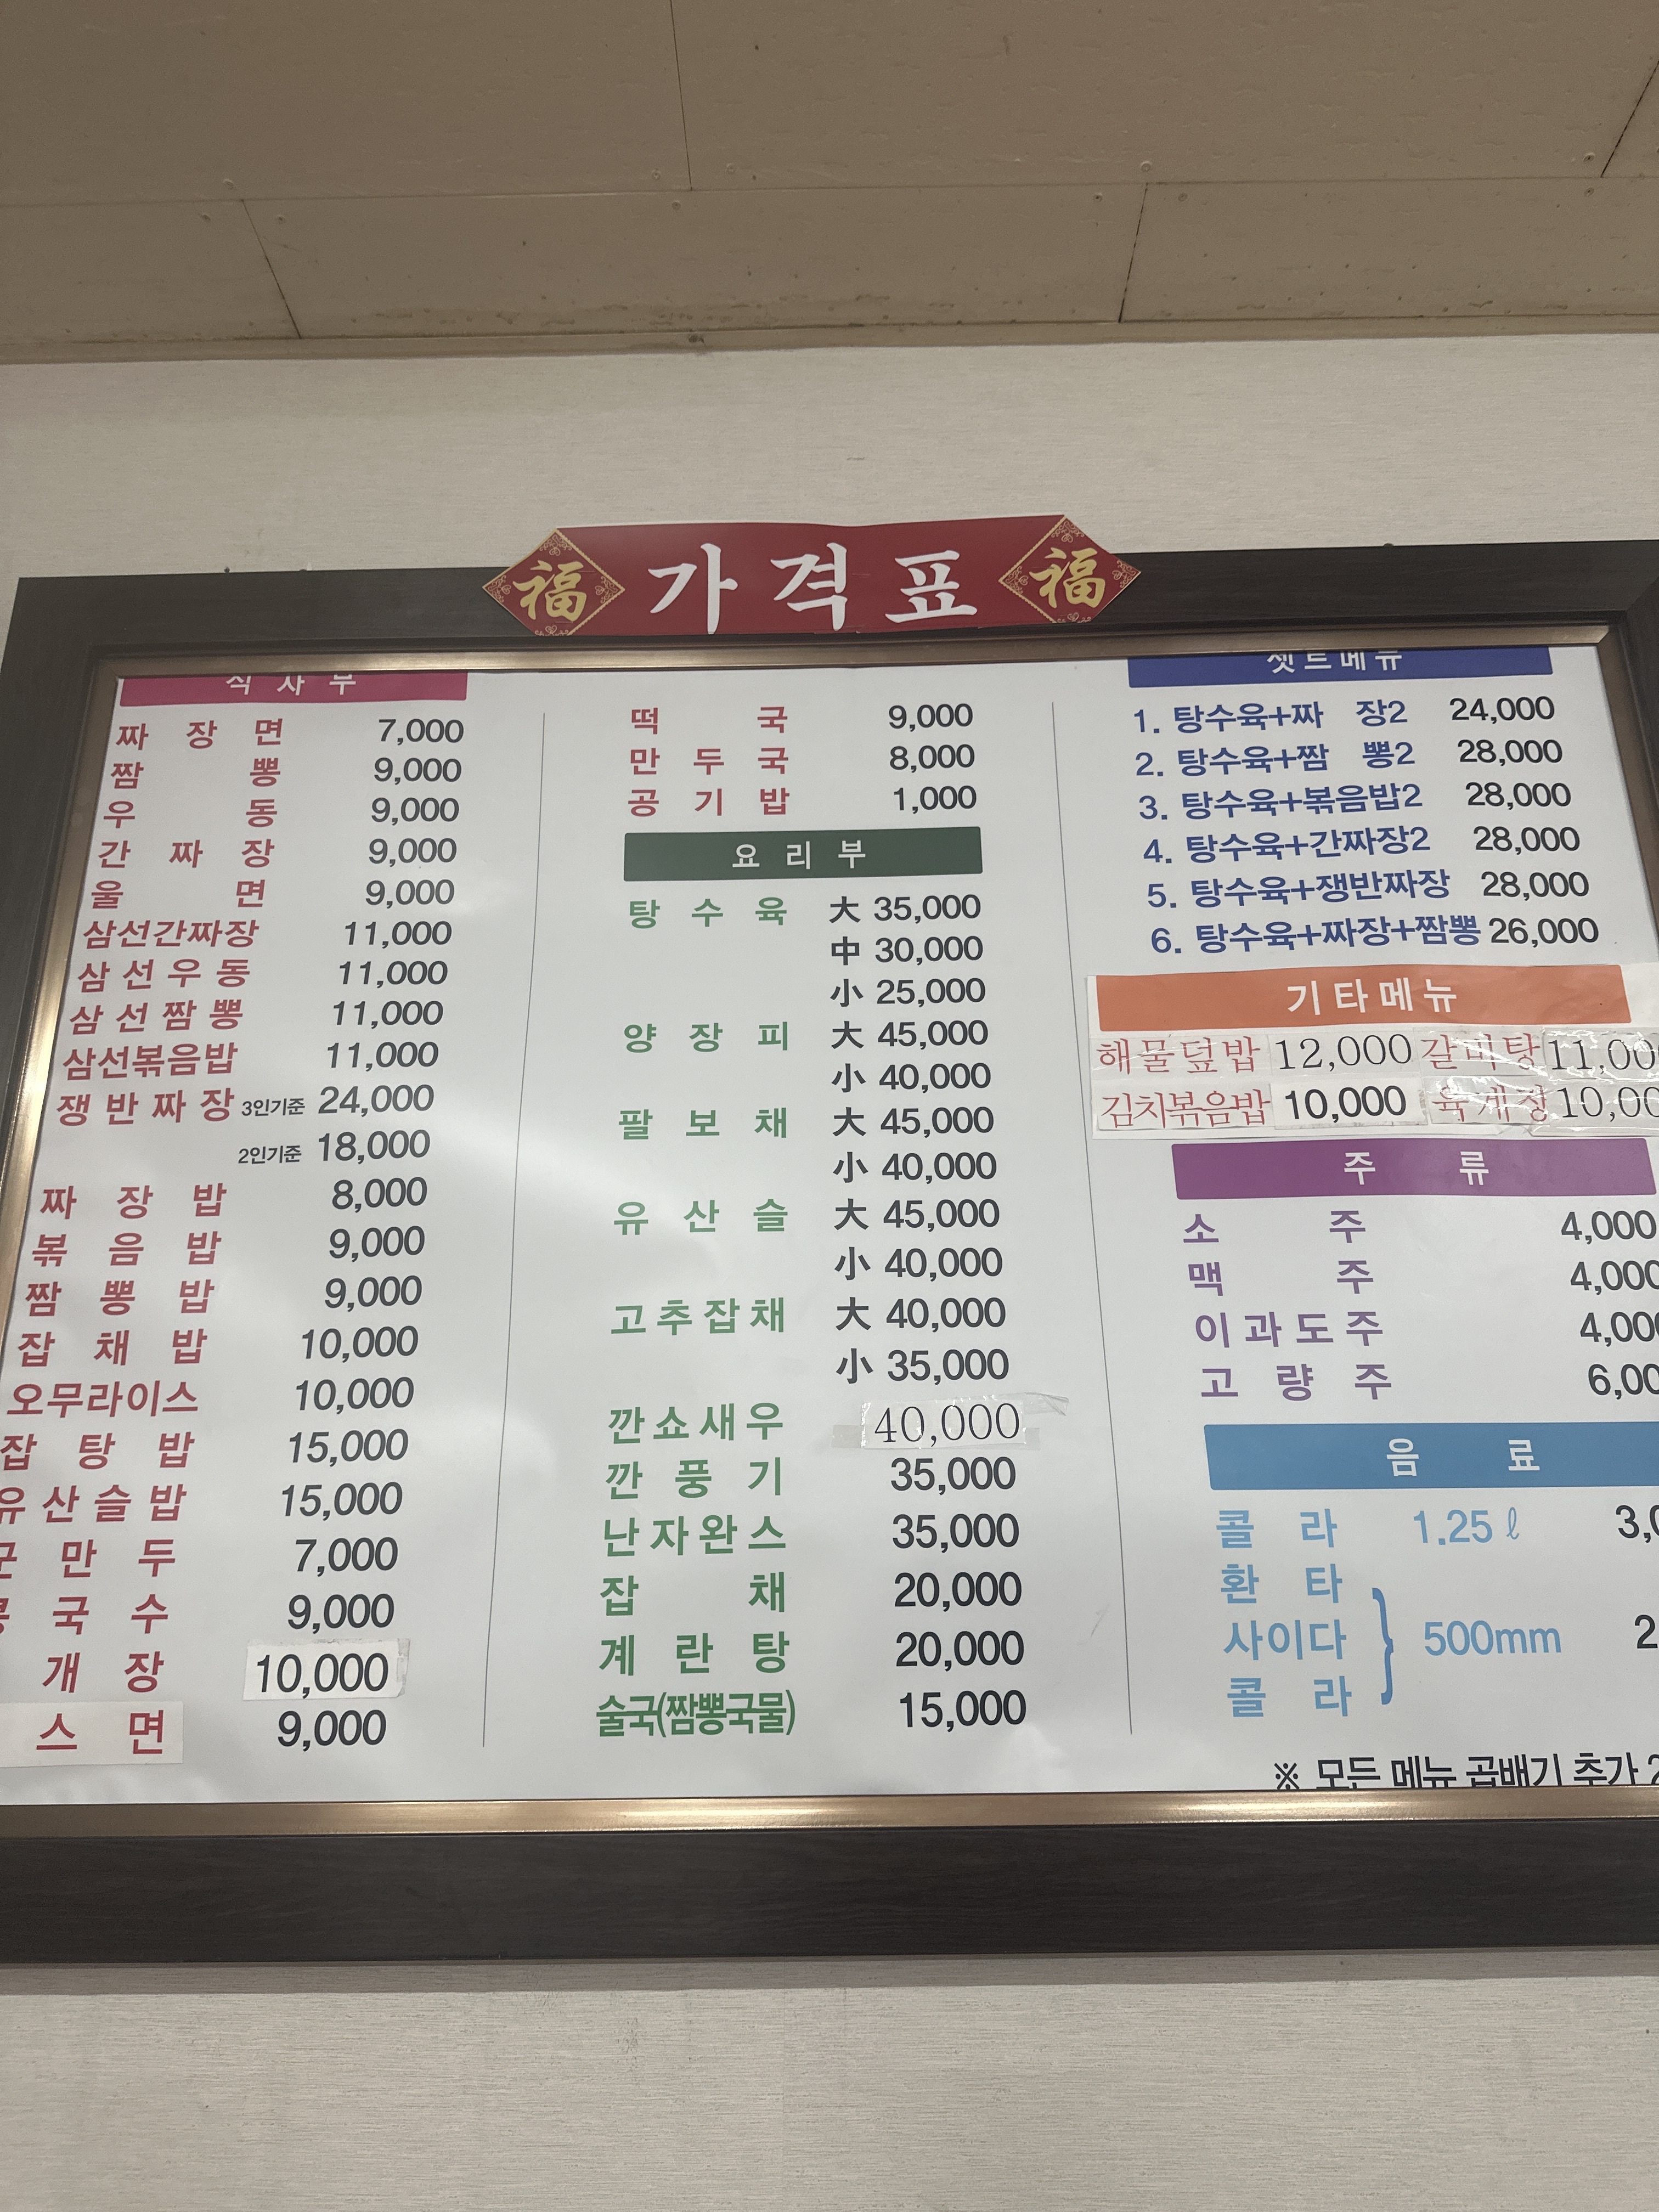 福 가격표 福
식사부
짜장면 7,000
짬뽕 9,000
우동 9,000
간짜장 9,000
울면 9,000
삼선간짜장 11,000
삼선우동 11,000
삼선짬뽕 11,000
삼선볶음밥 11,000
쟁반짜장 3인기준 24,000
2인기준 18,000
짜장밥 8,000
볶음밥 9,000
짬뽕밥 9,000
잡채밥 10,000
오무라이스 10,000
잡탕밥 15,000
유산슬밥 15,000
만두 7,000
국수 9,000
개장 10,000
스면 9,000
떡국 9,000
만두국 8,000
공기밥 1,000
요리부
탕수육 大 35,000
中 30,000
小 25,000
양장피 大 45,000
小 40,000
팔보채 大 45,000
小 40,000
유산슬 大 45,000
小 40,000
고추잡채 大 40,000
小 35,000
깐쇼새우 40,000
깐풍기 35,000
난자완스 35,000
잡채 20,000
계란탕 20,000
술국(짬뽕국물) 15,000
셋트메뉴
1. 탕수육+짜장2 24,000
2. 탕수육+짬뽕2 28,000
3. 탕수육+볶음밥2 28,000
4. 탕수육+간짜장2 28,000
5. 탕수육+쟁반짜장 28,000
6. 탕수육+짜장+짬뽕 26,000
기타메뉴
해물덮밥 12,000 갈비탕 11,00
김치볶음밥 10,000 육개장 10,00
주류
소주 4,000
맥주 4,000
이과도주 4,000
고량주 6,00
음료
콜라 1.25ℓ 3,
환타
사이다 500mm 2
콜라
※ 모든 메뉴 곱배기 추가 2